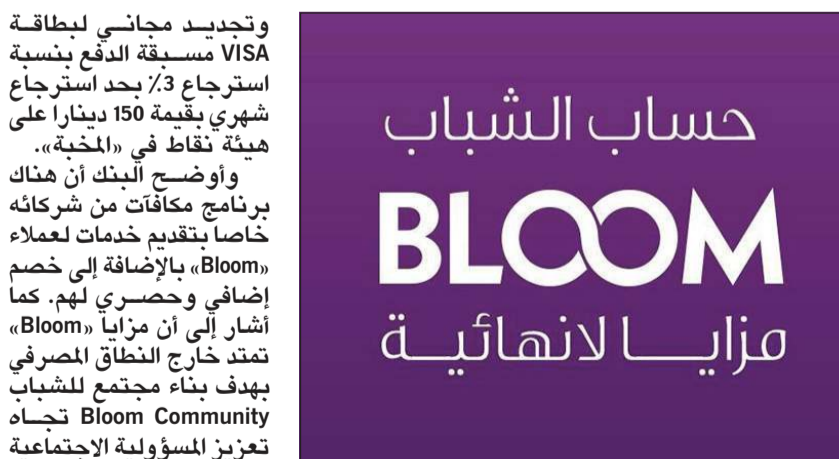 وتجديد مجاني لبطاقة
VISA مسبقة الدفع بنسبة
استرجاع 3٪ بحد استرجاع
شهري بقيمة 150 دينارا على
هيئة نقاط في «المخبة».
وأوضح البنك أن هناك
برنامج مكافآت من شركائه
خاصا بتقديم خدمات لعملاء
«Bloom» بالإضافة إلى خصم
إضافي وحصري لهم. كما
أشار إلى أن مزايا «Bloom»
تمتد خارج النطاق المصرفي
بهدف بناء مجتمع للشباب
Bloom Community تجاه
تعزيز المسؤولية الاجتماعية
حساب الشباب
BLOOM
مزايا لانهائية